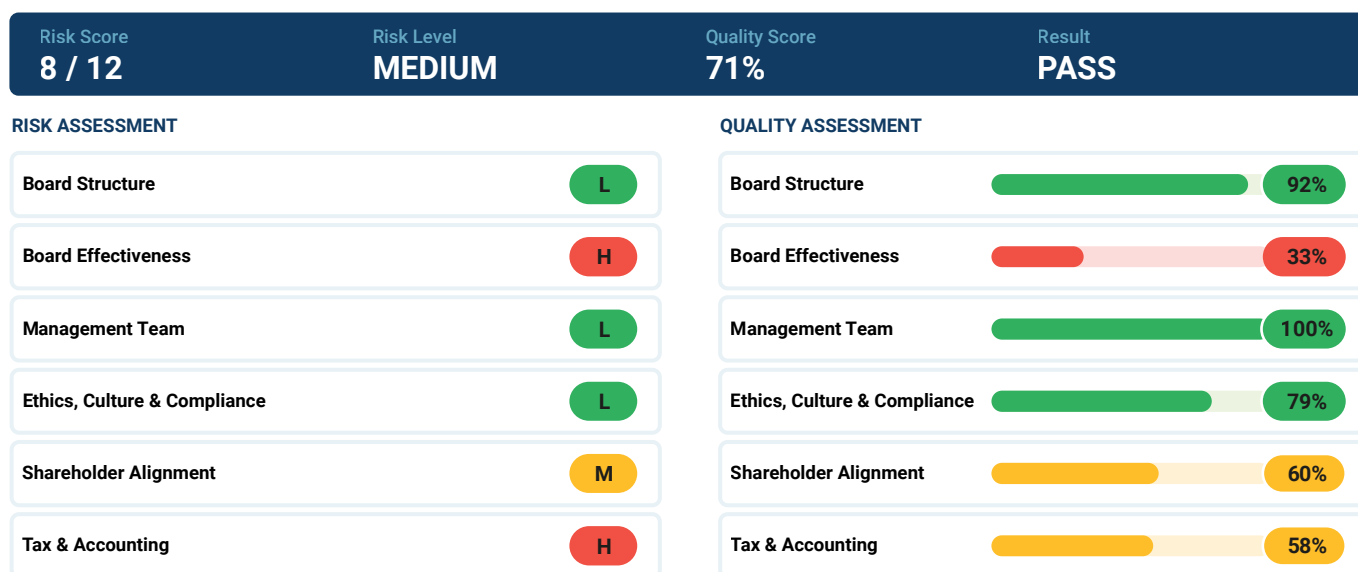 Risk Score
8 / 12
Risk Level
MEDIUM
Quality Score
71%
Result
PASS
RISK ASSESSMENT
Board Structure L
Board Effectiveness H
Management Team L
Ethics, Culture & Compliance L
Shareholder Alignment M
Tax & Accounting H
QUALITY ASSESSMENT
Board Structure 92%
Board Effectiveness 33%
Management Team 100%
Ethics, Culture & Compliance 79%
Shareholder Alignment 60%
Tax & Accounting 58%